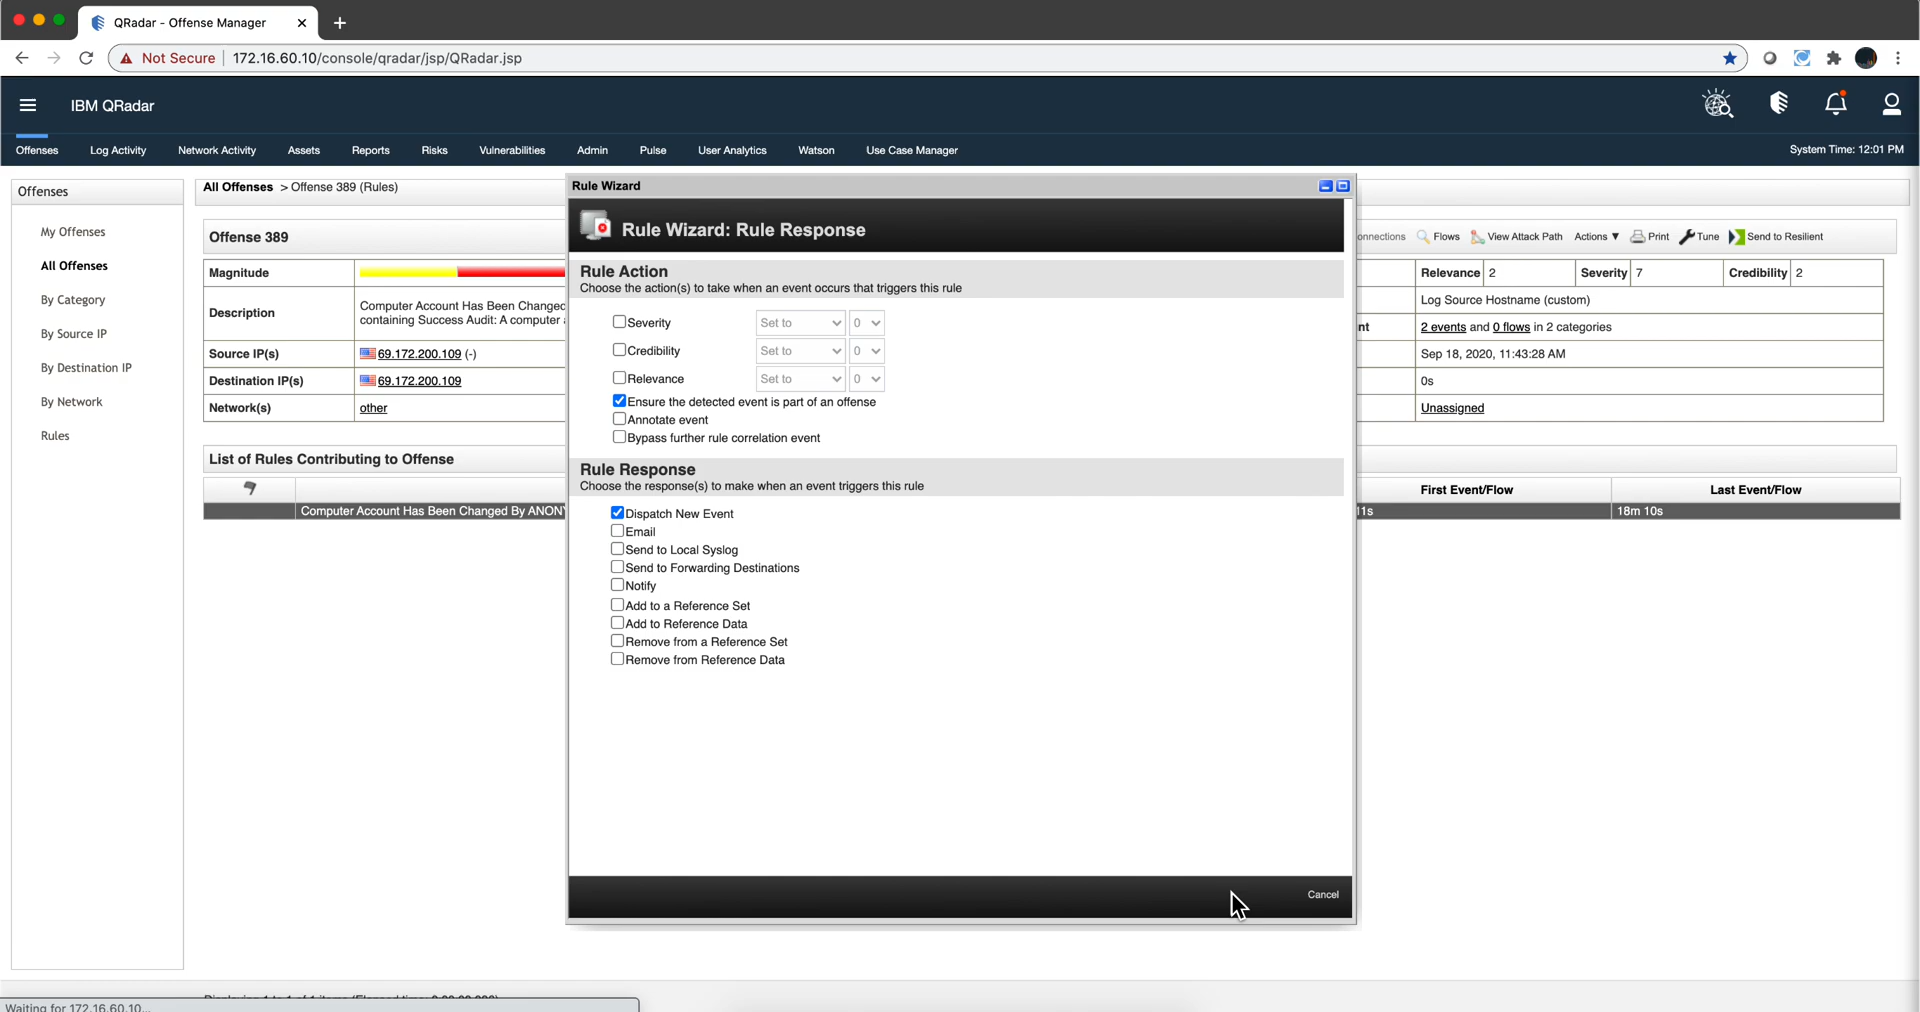 QRadar - Offense Manager
Not Secure 172.16.60.10/console/qradar/jsp/QRadar.jsp
IBM QRadar
Offenses Log Activity Network Activity Assets Reports Risks Vulnerabilities Admin Pulse User Analytics Watson Use Case Manager System Time: 12:01 PM
Offenses
My Offenses
All Offenses
By Category
By Source IP
By Destination IP
By Network
Rules
All Offenses > Offense 389 (Rules)
Offense 389
Magnitude
Description Computer Account Has Been Changed
containing Success Audit: A computer
Source IP(s) 69.172.200.109 (-)
Destination IP(s) 69.172.200.109
Network(s) other
List of Rules Contributing to Offense
Computer Account Has Been Changed By ANON
Rule Wizard
Rule Wizard: Rule Response
Rule Action
Choose the action(s) to take when an event occurs that triggers this rule
Severity Set to 0
Credibility Set to 0
Relevance Set to 0
Ensure the detected event is part of an offense
Annotate event
Bypass further rule correlation event
Rule Response
Choose the response(s) to make when an event triggers this rule
Dispatch New Event
Email
Send to Local Syslog
Send to Forwarding Destinations
Notify
Add to a Reference Set
Add to Reference Data
Remove from a Reference Set
Remove from Reference Data
Cancel
onnections Flows View Attack Path Actions ▼ Print Tune Send to Resilient
Relevance 2 Severity 7 Credibility 2
Log Source Hostname (custom)
nt 2 events and 0 flows in 2 categories
Sep 18, 2020, 11:43:28 AM
0s
Unassigned
First Event/Flow Last Event/Flow
11s 18m 10s
Waiting for 172.16.60.10...